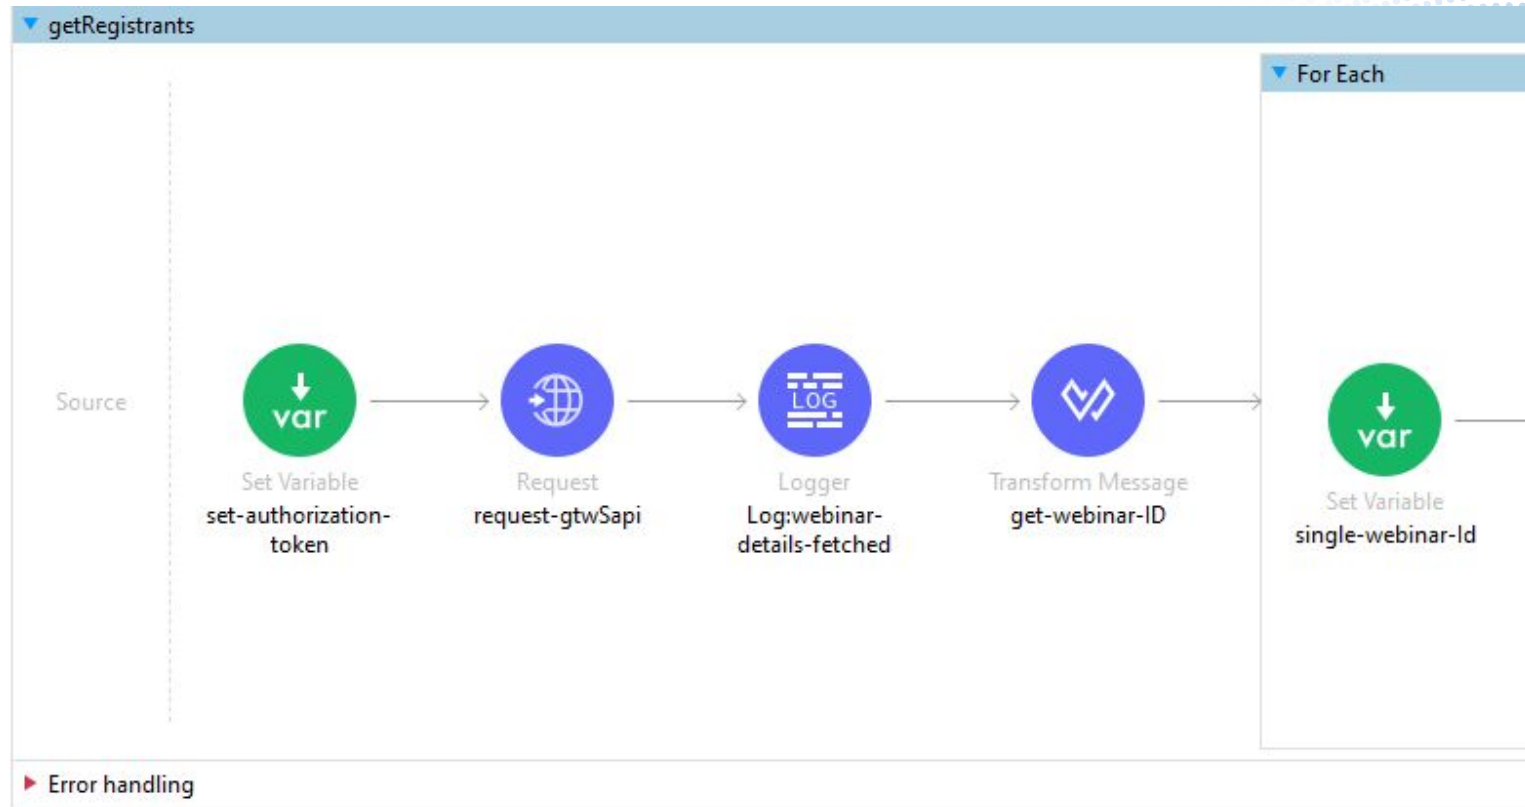 getRegistrants
For Each
Source
var
Set Variable
set-authorization-
token
Request
request-gtwSapi
LOG
Logger
Log:webinar-
details-fetched
Transform Message
get-webinar-ID
var
Set Variable
single-webinar-Id
Error handling